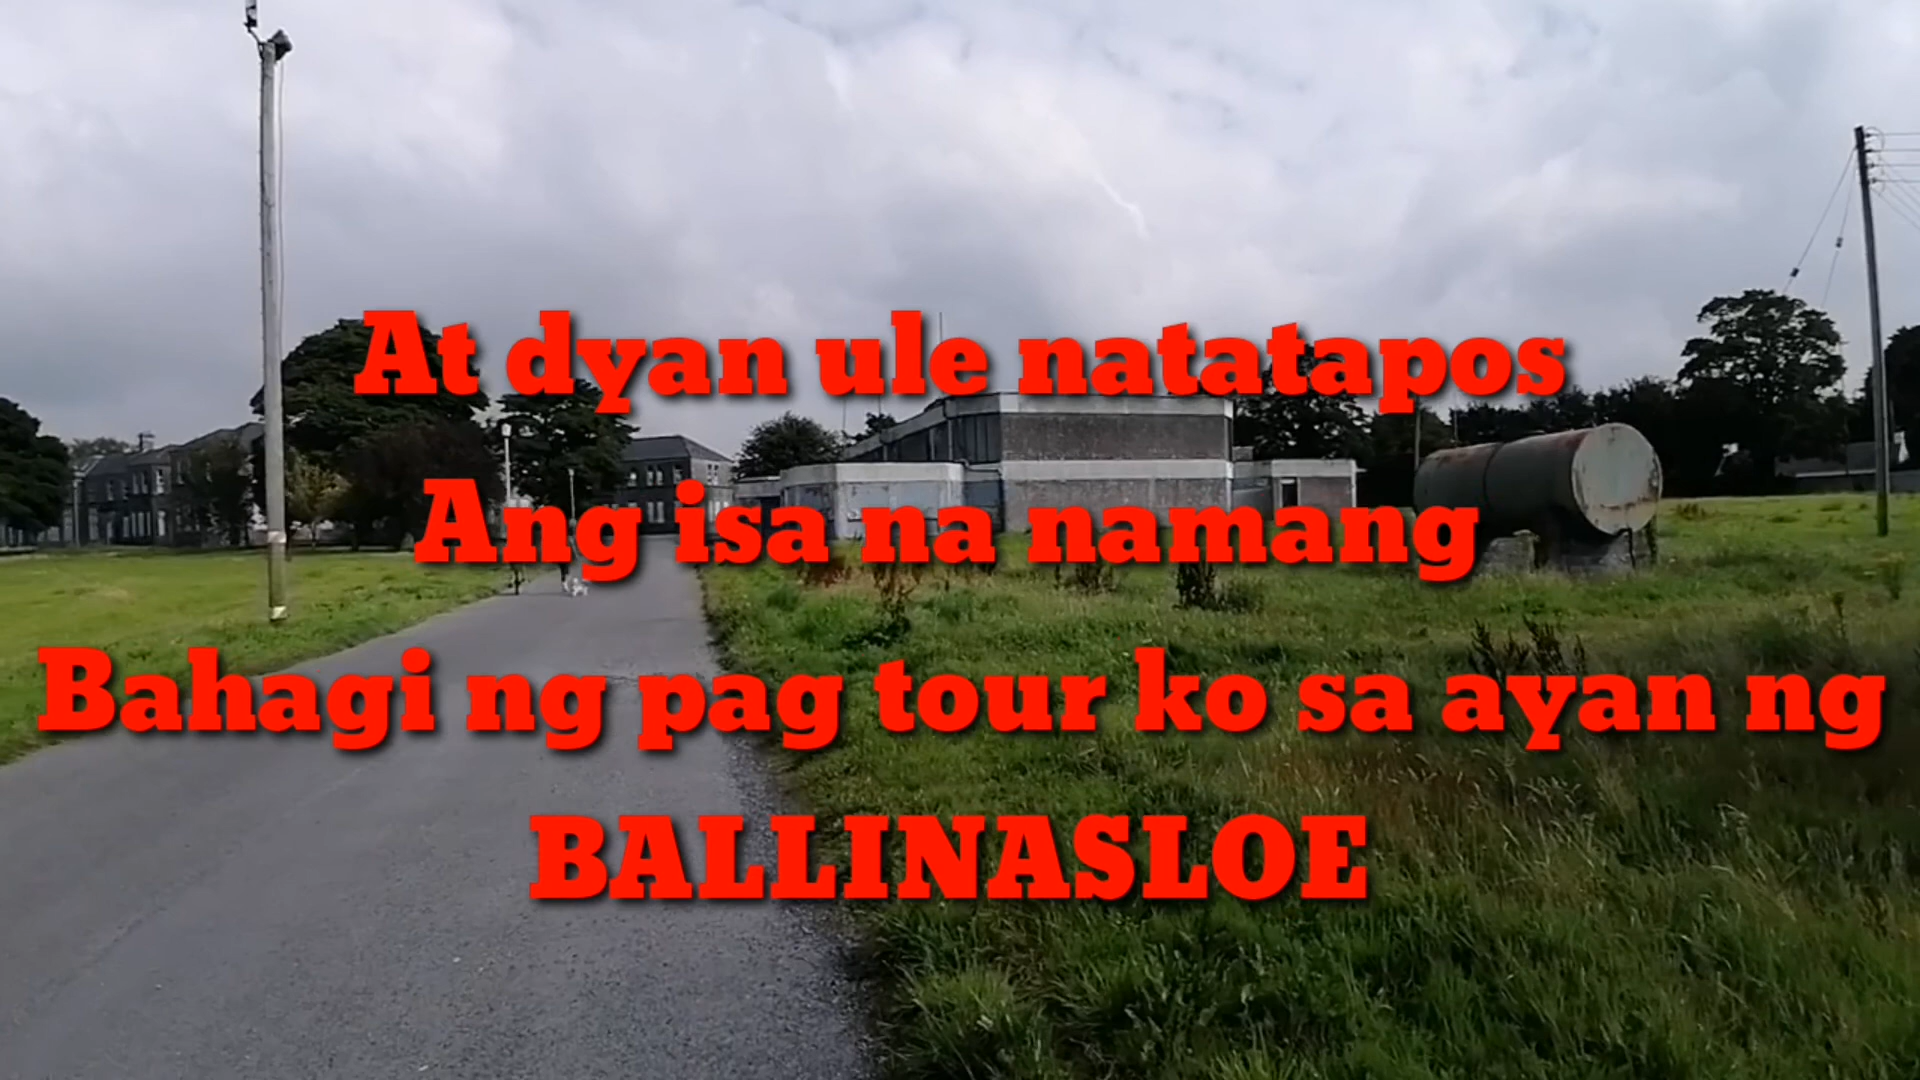 At dyan ule natatapos
Ang isa na namang
Bahagi ng pag tour ko sa ayan ng
BALLINASLOE